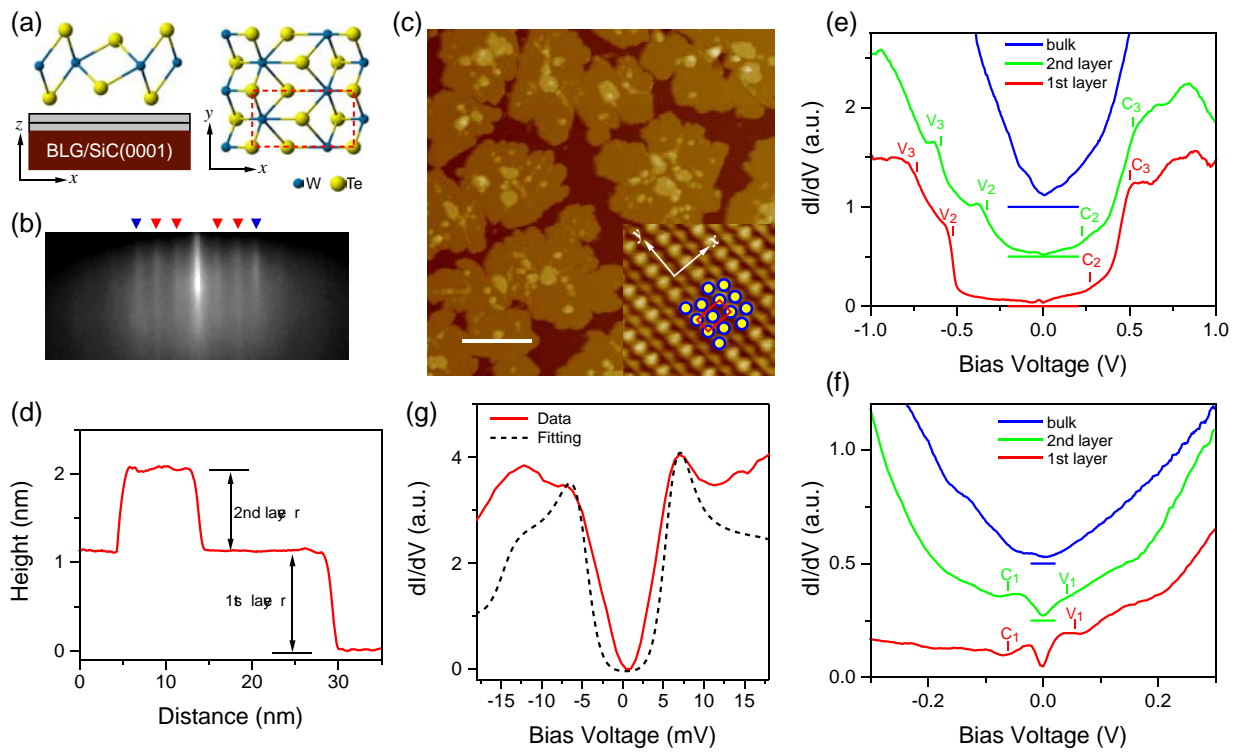 (a)
z
BLG/SiC(0001)
x
y
x
W
Te
(b)
(c)
y
x
(d)
Height (nm)
2
1
0
2nd laye r
1ts laye r
0
10
20
30
Distance (nm)
(g)
Data
Fitting
dI/dV (a.u.)
4
2
0
-15
-10
-5
0
5
10
15
Bias Voltage (mV)
(e)
bulk
2nd layer
1st layer
dI/dV (a.u.)
2
1
0
V3
V2
C2
C3
V3
V2
C2
C3
-1.0
-0.5
0.0
0.5
1.0
Bias Voltage (V)
(f)
bulk
2nd layer
1st layer
dI/dV (a.u.)
1.0
0.5
0.0
C1
V1
C1
V1
-0.2
0.0
0.2
Bias Voltage (V)